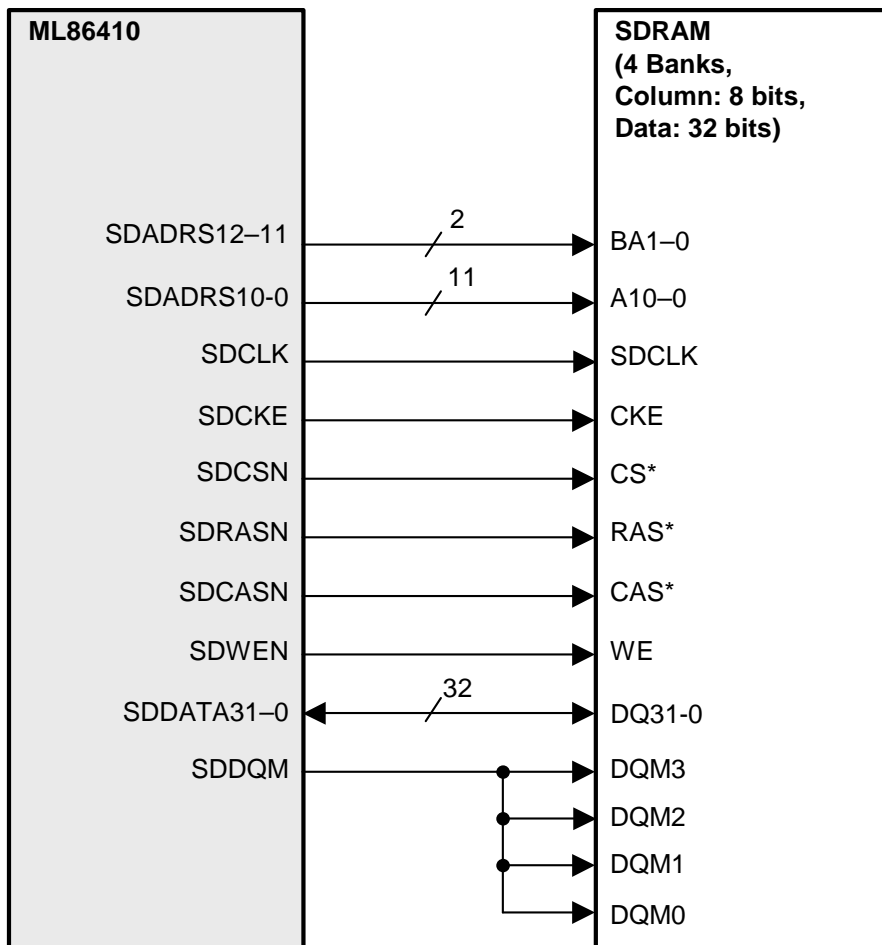 ML86410
SDRAM
(4 Banks,
Column: 8 bits,
Data: 32 bits)
SDADRS12–11 2 BA1–0
SDADRS10-0 11 A10–0
SDCLK SDCLK
SDCKE CKE
SDCSN CS*
SDRASN RAS*
SDCASN CAS*
SDWEN WE
SDDATA31–0 32 DQ31-0
SDDQM DQM3
DQM2
DQM1
DQM0